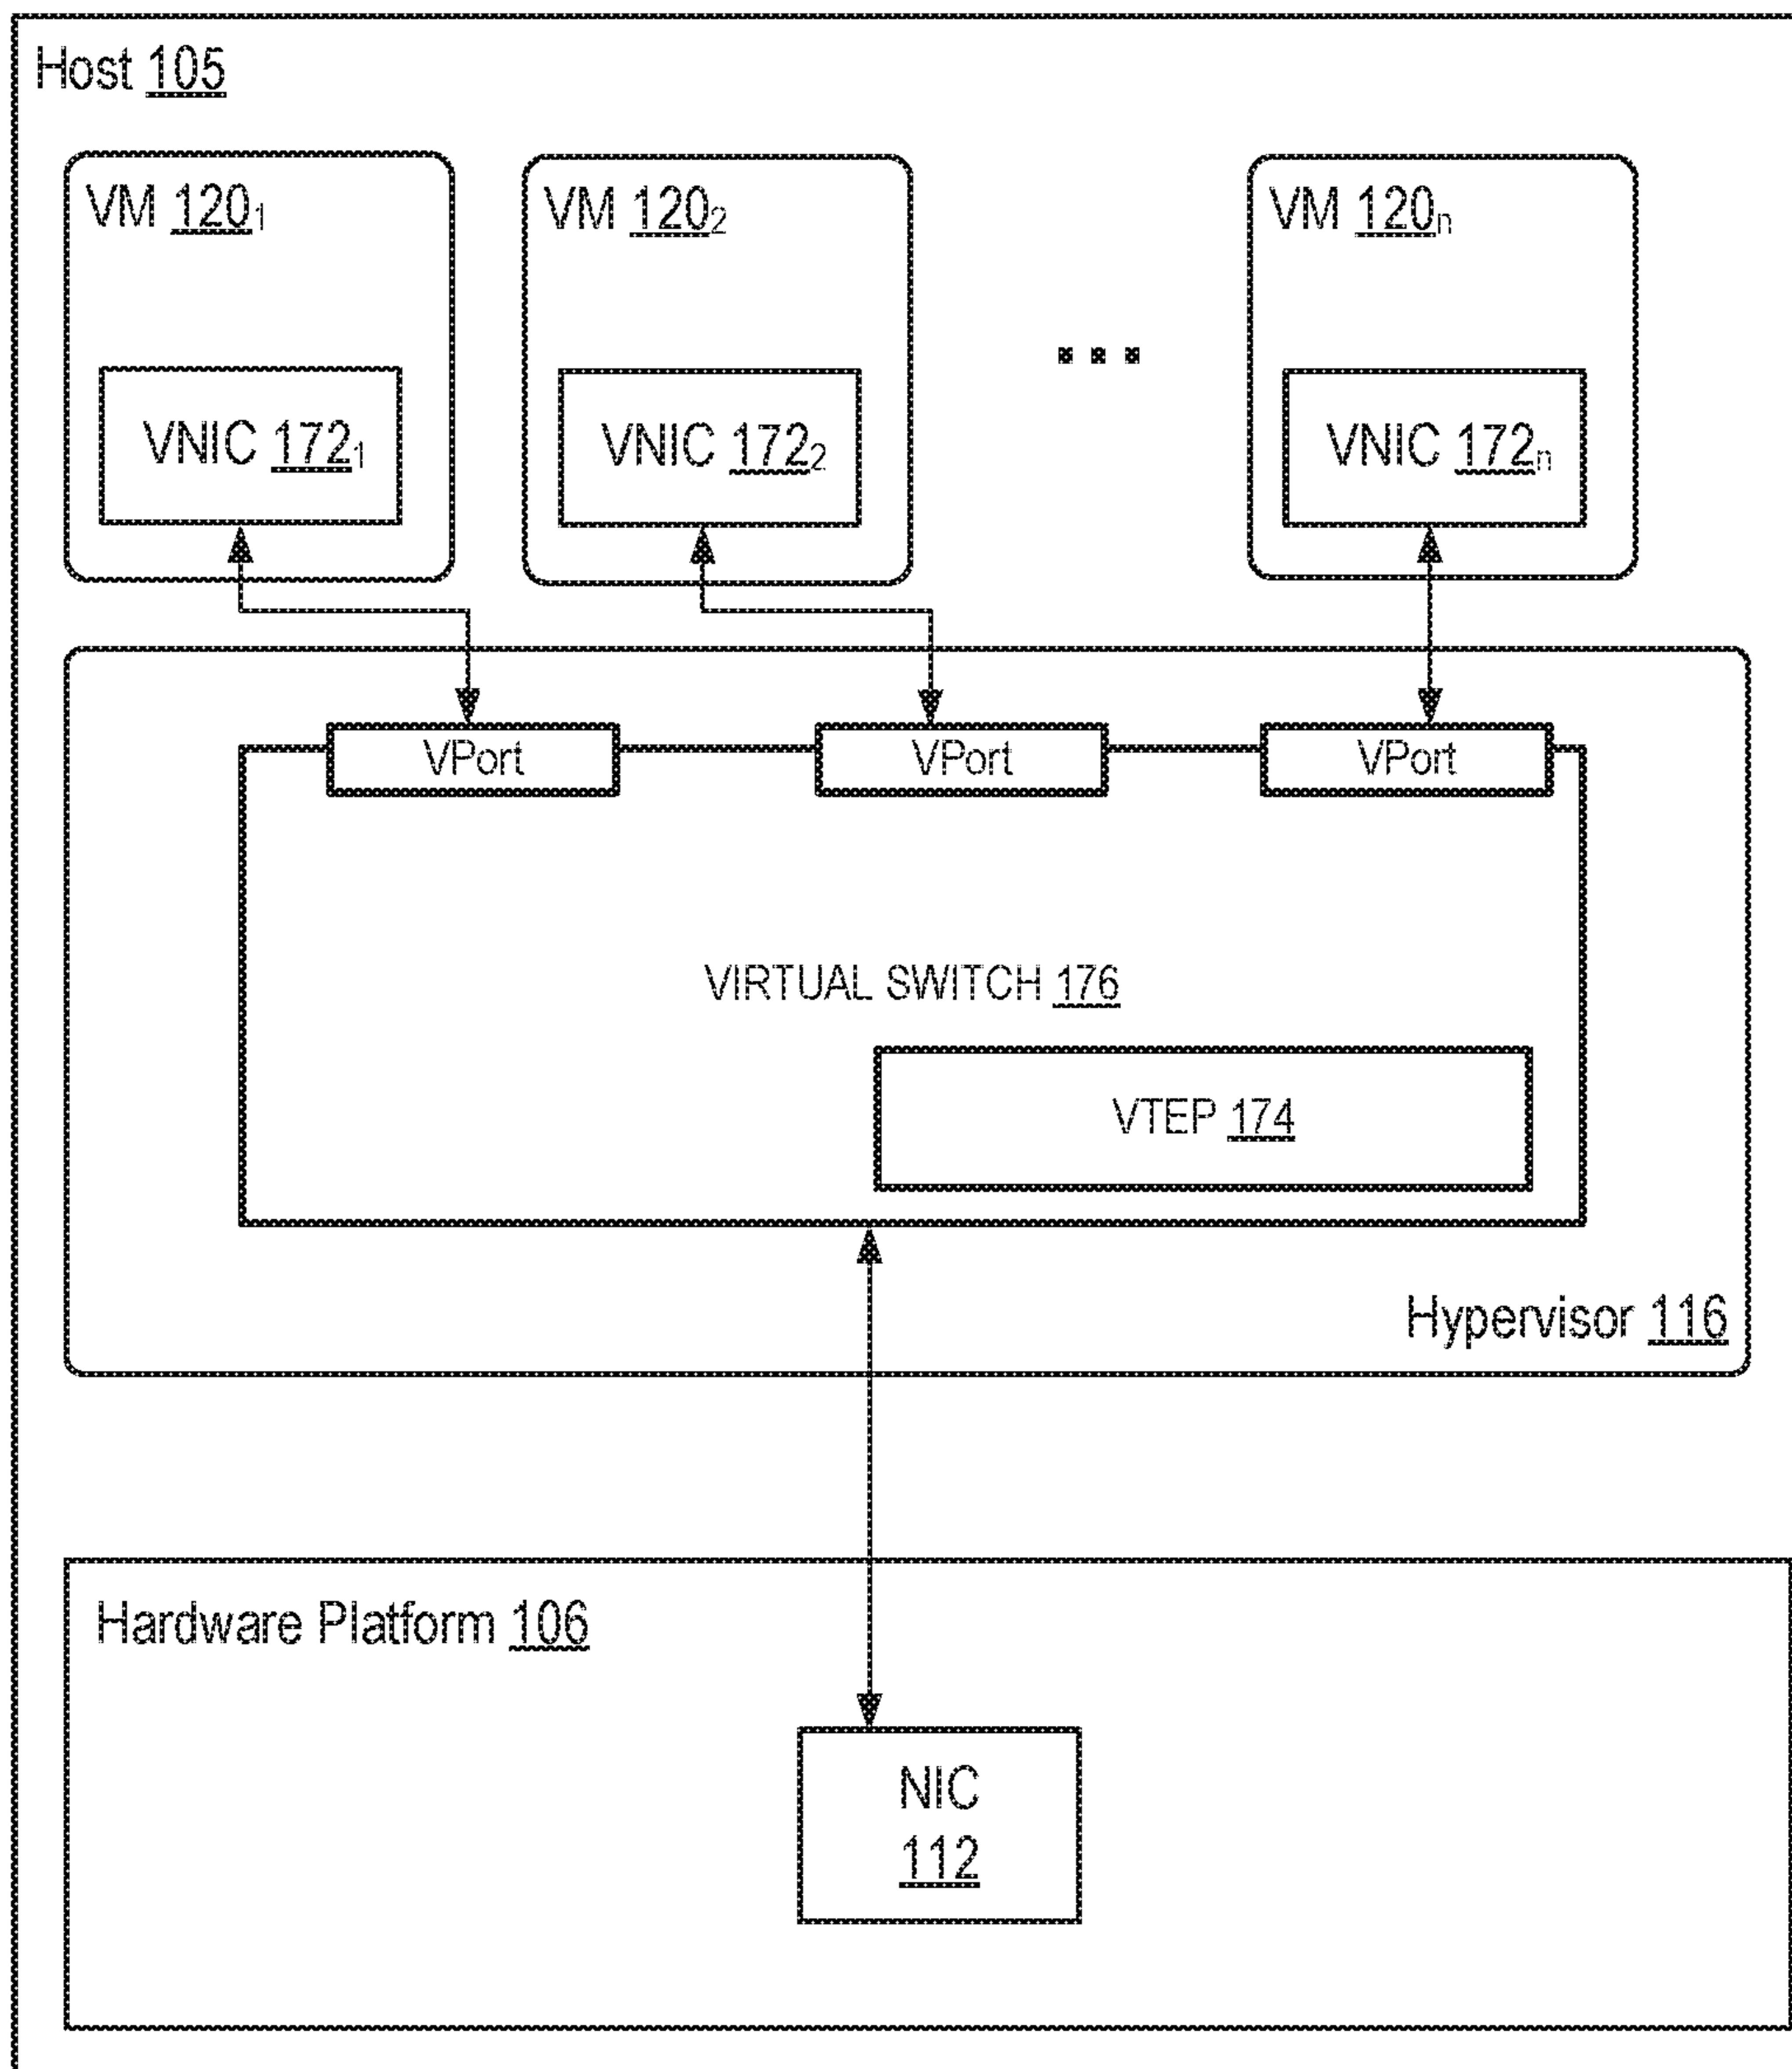 Host 105
VM 120₁
VM 120₂
VM 120ₙ
VNIC 172₁
VNIC 172₂
...
VNIC 172ₙ
VPort
VPort
VPort
VIRTUAL SWITCH 176
VTEP 174
Hypervisor 116
Hardware Platform 106
NIC
112